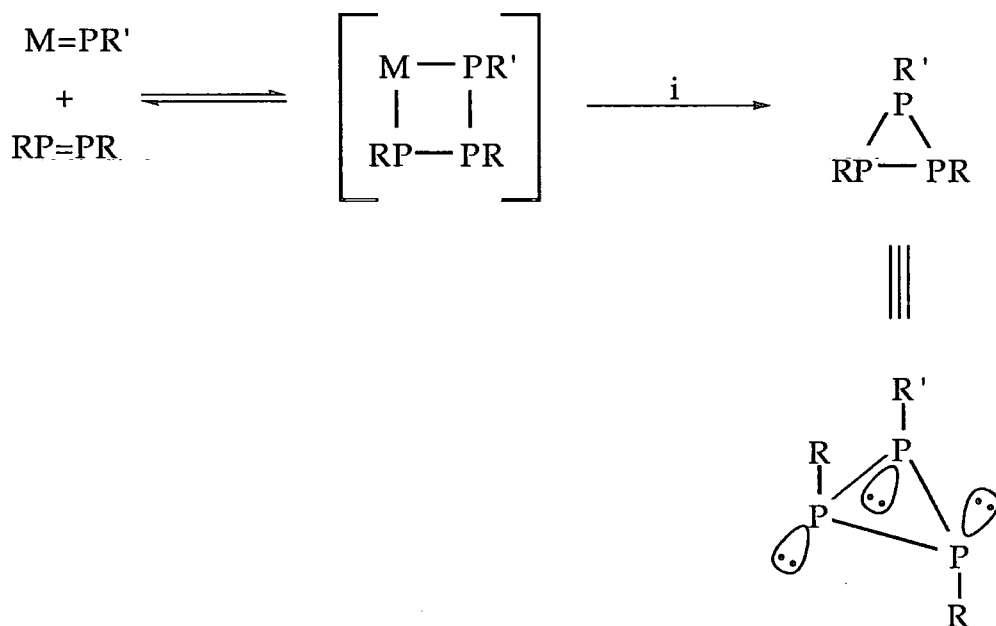 M=PR'
+
RP=PR
M — PR'
RP — PR
i
R'
P
RP — PR
R'
R P
P
P
R